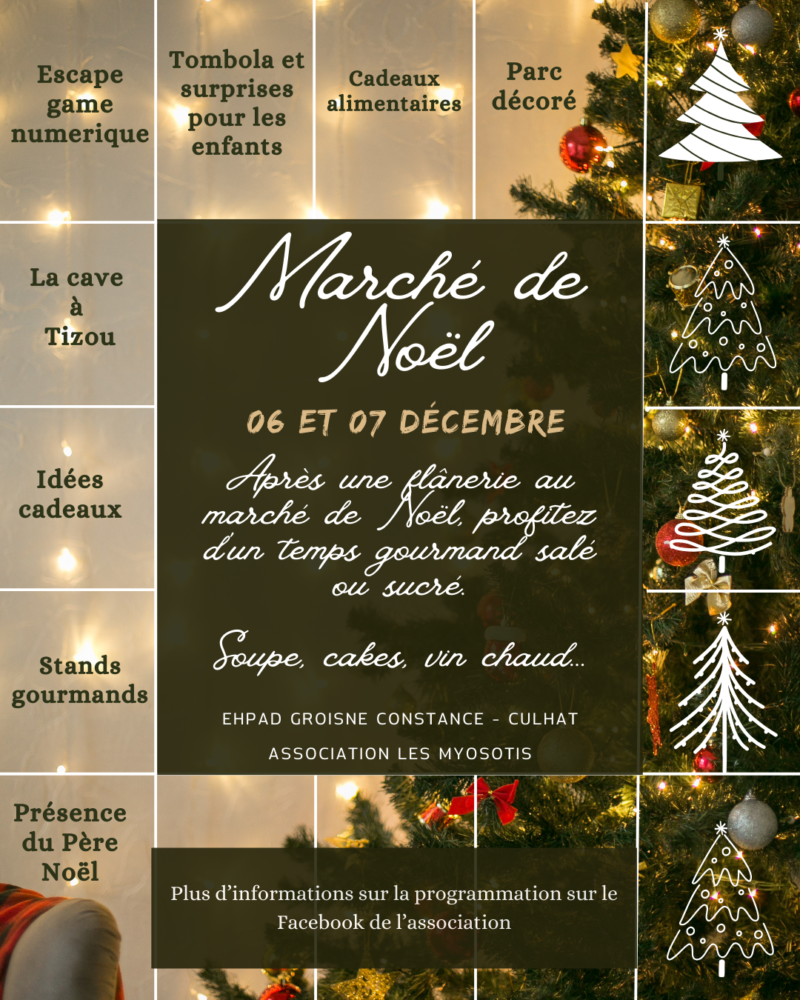 Escape
game
numerique
Tombola et
surprises
pour les
enfants
Cadeaux
alimentaires
Parc
décoré
La cave
à
Tizou
Idées
cadeaux
Stands
gourmands
Présence
du Père
Noël
Marché de
Noël
06 ET 07 DÉCEMBRE
Après une flânerie au
marché de Noël, profitez
d'un temps gourmand salé
ou sucré.
Soupe, cakes, vin chaud...
EHPAD GROISNE CONSTANCE - CULHAT
ASSOCIATION LES MYOSOTIS
Plus d’informations sur la programmation sur le
Facebook de l’association